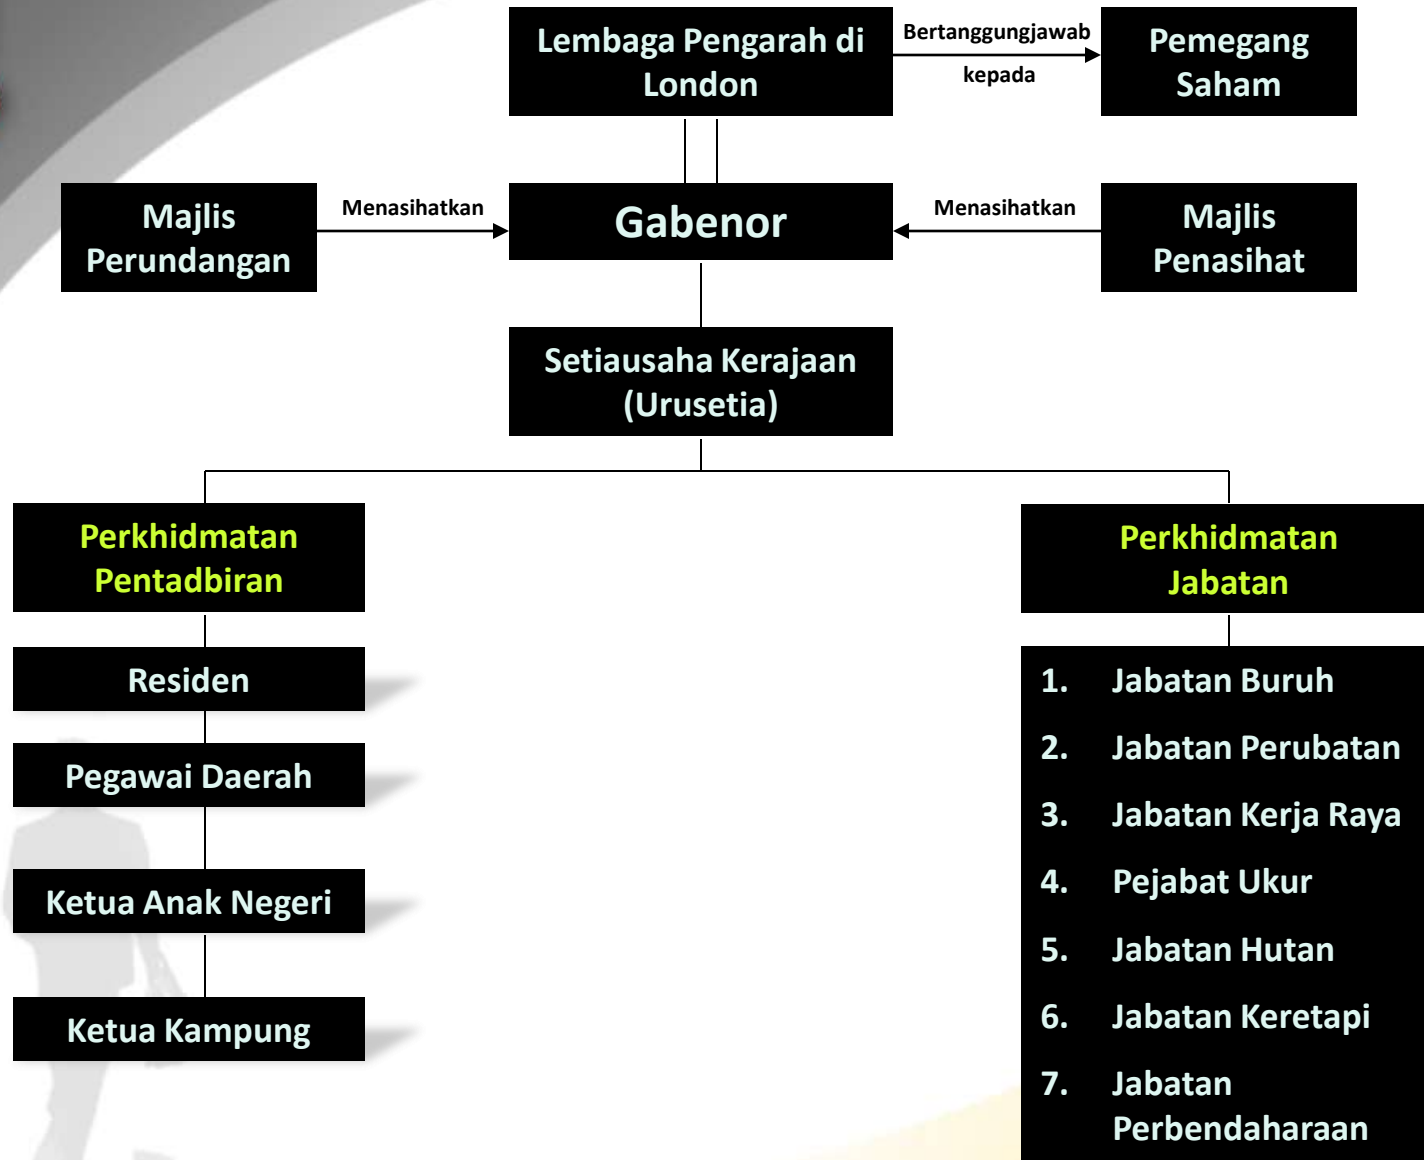 Lembaga Pengarah di
London
Bertanggungjawab
kepada
Pemegang
Saham
Majlis
Perundangan
Menasihatkan
Gabenor
Menasihatkan
Majlis
Penasihat
Setiausaha Kerajaan
(Urusetia)
Perkhidmatan
Pentadbiran
Residen
Pegawai Daerah
Ketua Anak Negeri
Ketua Kampung
Perkhidmatan
Jabatan
1. Jabatan Buruh
2. Jabatan Perubatan
3. Jabatan Kerja Raya
4. Pejabat Ukur
5. Jabatan Hutan
6. Jabatan Keretapi
7. Jabatan
Perbendaharaan